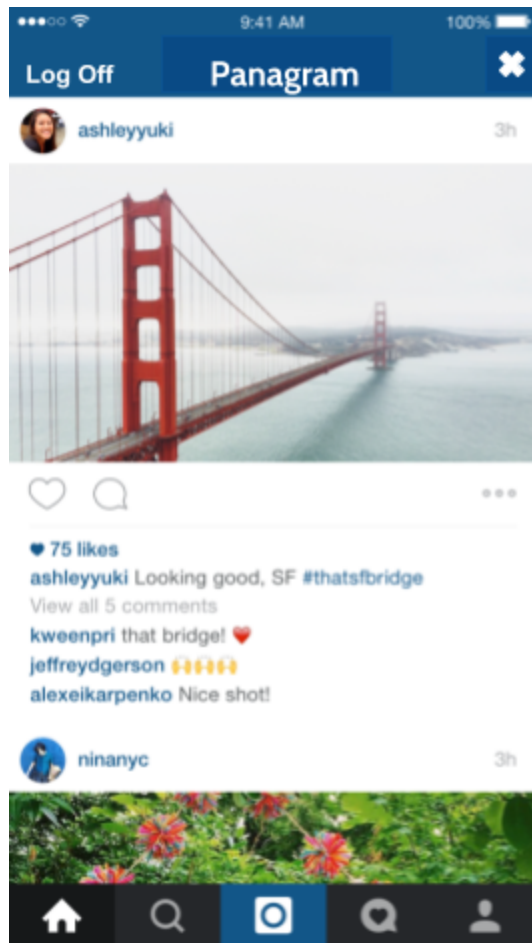 9:41 AM
100%
Log Off
Panagram
ashleyyuki
3h
75 likes
ashleyyuki Looking good, SF #thatsfbridge
View all 5 comments
kweenpri that bridge! ❤️
jeffreydgerson 🙌🙌🙌
alexeikarpenko Nice shot!
ninanyc
3h